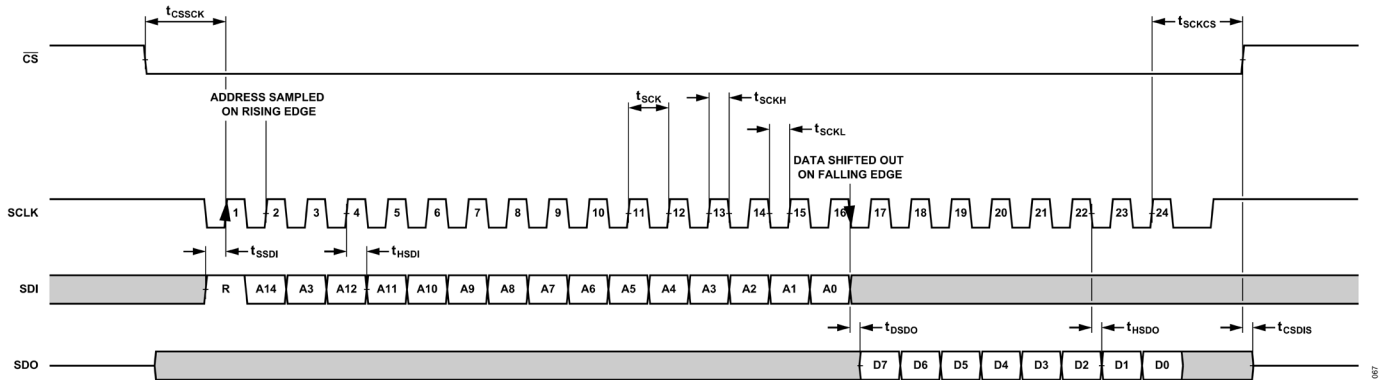 tCSSCK
tSCKCS
CS
ADDRESS SAMPLED
ON RISING EDGE
tSCK
tSCKH
tSCKL
DATA SHIFTED OUT
ON FALLING EDGE
SCLK
1 2 3 4 5 6 7 8 9 10 11 12 13 14 15 16 17 18 19 20 21 22 23 24
tSSDI
tHSDI
SDI
R A14 A3 A12 A11 A10 A9 A8 A7 A6 A5 A4 A3 A2 A1 A0
tDSDO
tHSDO
tCSDIS
SDO
D7 D6 D5 D4 D3 D2 D1 D0
067